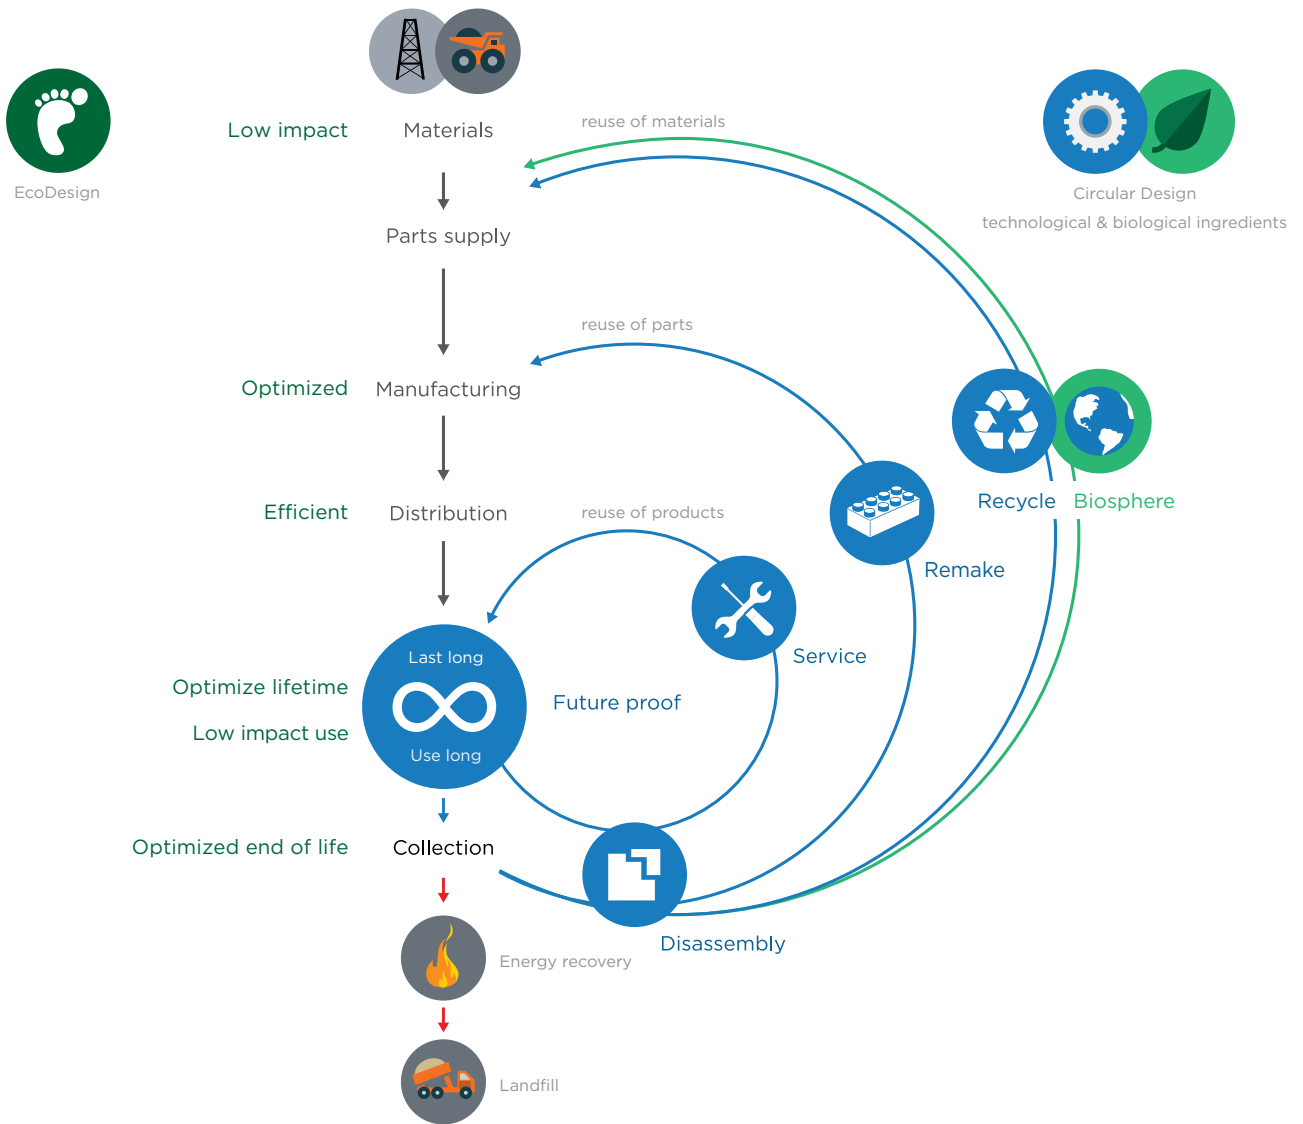 Low impact
Materials
reuse of materials
EcoDesign
Circular Design
technological & biological ingredients
Parts supply
reuse of parts
Optimized
Manufacturing
Efficient
Distribution
reuse of products
Recycle
Biosphere
Remake
Service
Last long
Optimize lifetime
Future proof
Low impact use
Use long
Optimized end of life
Collection
Disassembly
Energy recovery
Landfill